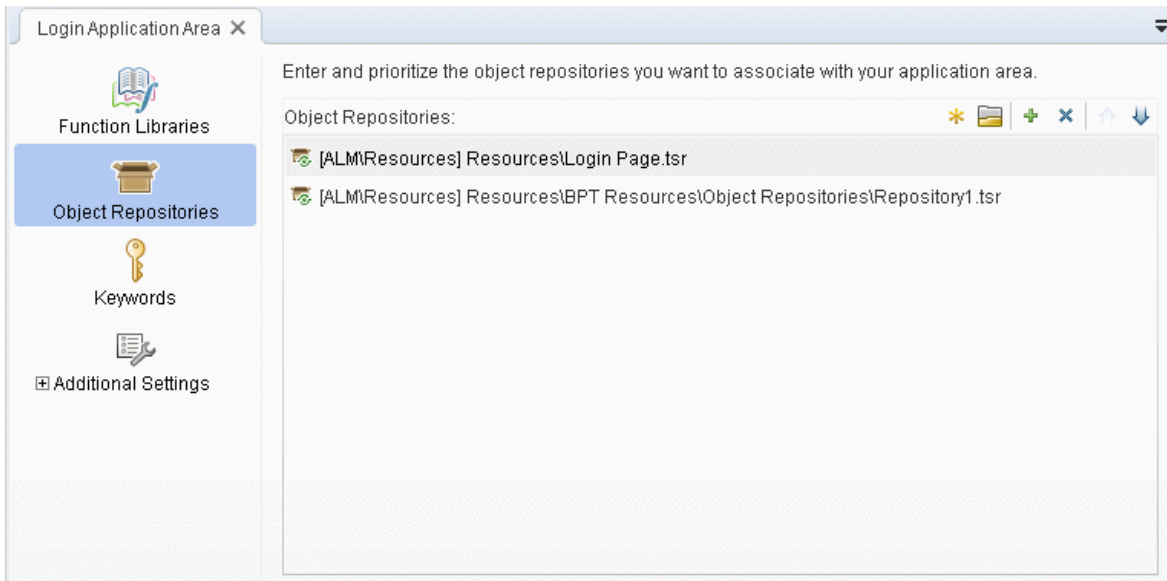 Login Application Area
Enter and prioritize the object repositories you want to associate with your application area.
Function Libraries
Object Repositories
Keywords
Additional Settings
Object Repositories:
[ALM\Resources] Resources\Login Page.tsr
[ALM\Resources] Resources\BPT Resources\Object Repositories\Repository1.tsr